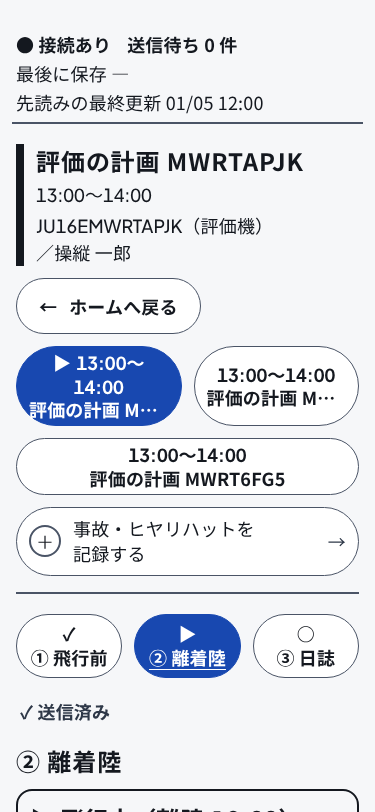 ● 接続あり 送信待ち 0 件
最後に保存 —
先読みの最終更新 01/05 12:00
評価の計画 MWRTAPJK
13:00〜14:00
JU16EMWRTAPJK（評価機）
／操縦 一郎
← ホームへ戻る
▶ 13:00〜
14:00
評価の計画 M…
13:00〜14:00
評価の計画 M…
13:00〜14:00
評価の計画 MWRT6FG5
事故・ヒヤリハットを
記録する
→
✓
① 飛行前
▶
② 離着陸
○
③ 日誌
✓ 送信済み
② 離着陸